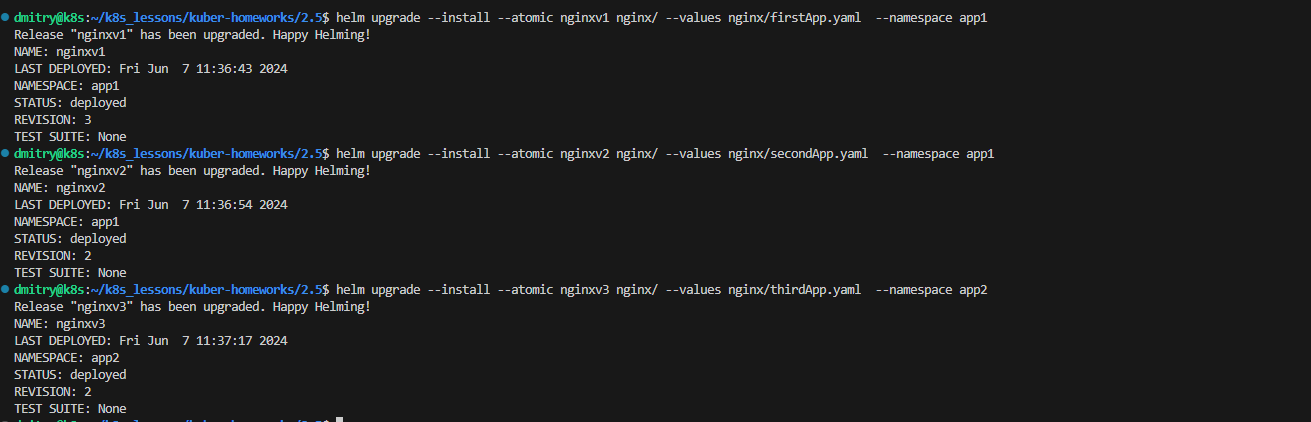 dmitry@k8s:~/k8s_lessons/kuber-homeworks/2.5$ helm upgrade --install --atomic nginxv1 nginx/ --values nginx/firstApp.yaml  --namespace app1
Release "nginxv1" has been upgraded. Happy Helming!
NAME: nginxv1
LAST DEPLOYED: Fri Jun  7 11:36:43 2024
NAMESPACE: app1
STATUS: deployed
REVISION: 3
TEST SUITE: None
dmitry@k8s:~/k8s_lessons/kuber-homeworks/2.5$ helm upgrade --install --atomic nginxv2 nginx/ --values nginx/secondApp.yaml  --namespace app1
Release "nginxv2" has been upgraded. Happy Helming!
NAME: nginxv2
LAST DEPLOYED: Fri Jun  7 11:36:54 2024
NAMESPACE: app1
STATUS: deployed
REVISION: 2
TEST SUITE: None
dmitry@k8s:~/k8s_lessons/kuber-homeworks/2.5$ helm upgrade --install --atomic nginxv3 nginx/ --values nginx/thirdApp.yaml  --namespace app2
Release "nginxv3" has been upgraded. Happy Helming!
NAME: nginxv3
LAST DEPLOYED: Fri Jun  7 11:37:17 2024
NAMESPACE: app2
STATUS: deployed
REVISION: 2
TEST SUITE: None